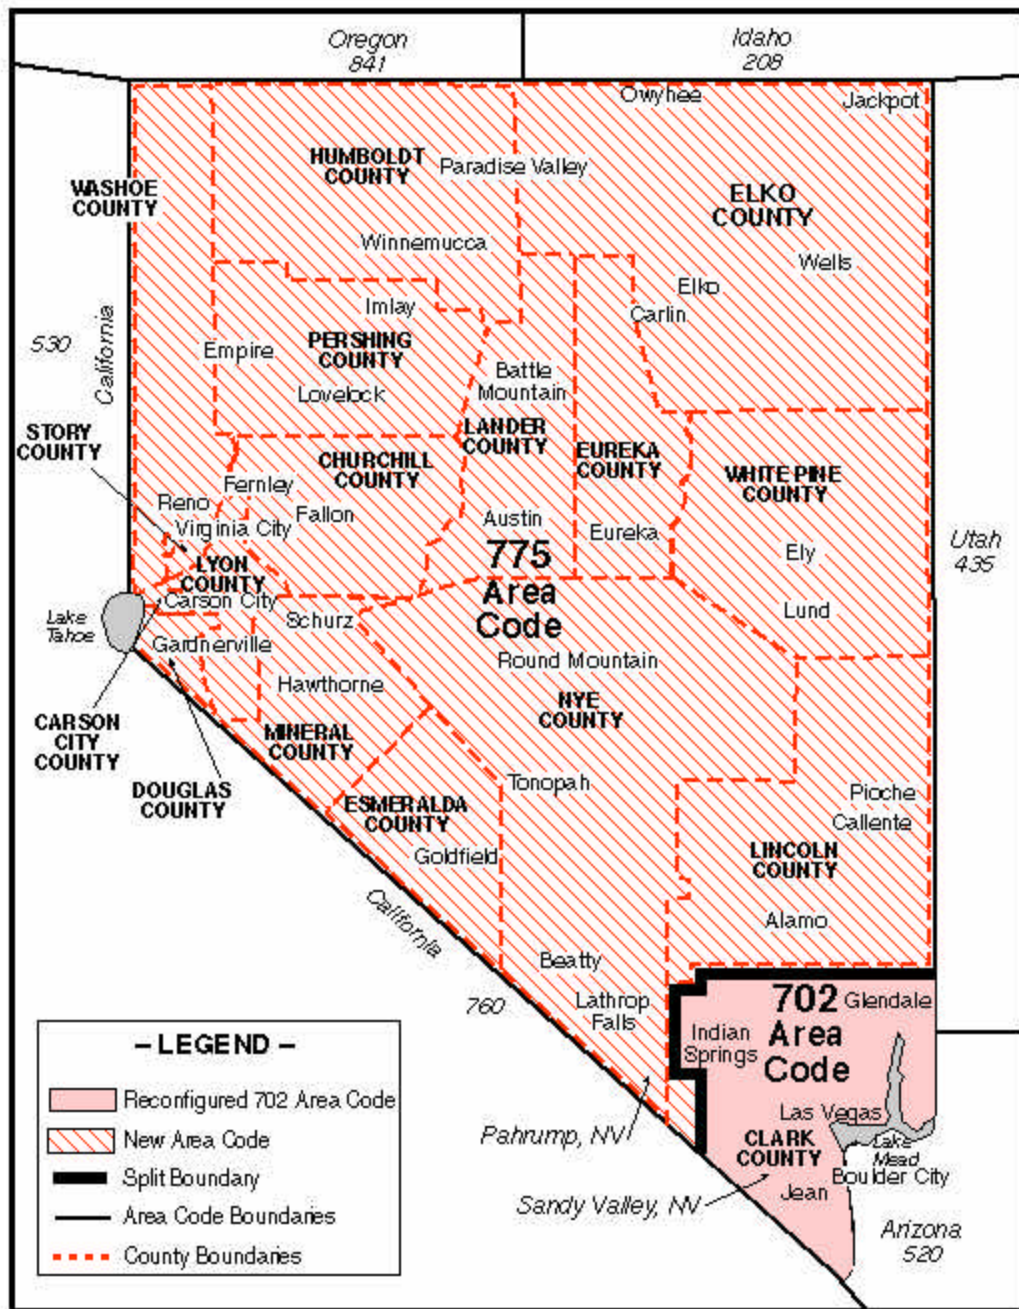 Oregon
841
Idaho
208
Owyhee
Jackpot
HUMBOLDT
COUNTY
Paradise Valley
WASHOE
COUNTY
ELKO
COUNTY
Winnemucca
Wells
Elko
Imlay
Carlin
530
California
PERSHING
COUNTY
Empire
Lovelock
Battle
Mountain
STORY
COUNTY
LANDER
COUNTY
CHURCHILL
COUNTY
EUREKA
COUNTY
WHITE PINE
COUNTY
Fernley
Reno
Fallon
Virginia City
Austin
Eureka
775
Area
Code
Ely
Utah
435
LYON
COUNTY
Carson City
Lake
Tahoe
Schurz
Lund
Gardnerville
Round Mountain
Hawthorne
NYE
COUNTY
CARSON
CITY
COUNTY
MINERAL
COUNTY
DOUGLAS
COUNTY
Tonopah
ESMERALDA
COUNTY
Pioche
Callente
Goldfield
LINCOLN
COUNTY
California
Alamo
Beatty
760
Lathrop
Falls
702
Area
Code
Glendale
Indian
Springs
– LEGEND –
Reconfigured 702 Area Code
New Area Code
Split Boundary
Area Code Boundaries
County Boundaries
Las Vegas
Pahrump, NV
CLARK
COUNTY
Lake
Mead
Boulder City
Jean
Sandy Valley, NV
Arizona
520